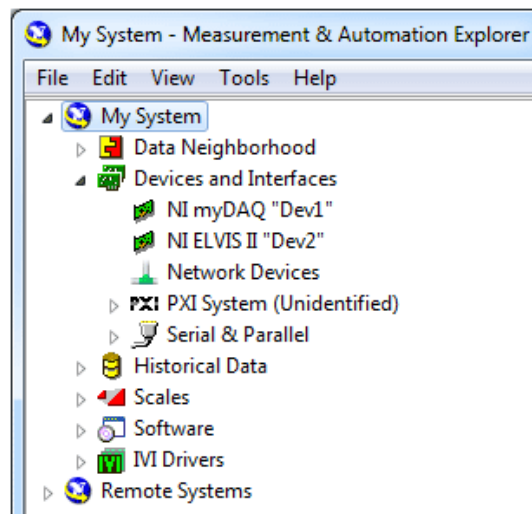 My System - Measurement & Automation Explorer
File Edit View Tools Help
My System
Data Neighborhood
Devices and Interfaces
NI myDAQ "Dev1"
NI ELVIS II "Dev2"
Network Devices
PXI PXI System (Unidentified)
Serial & Parallel
Historical Data
Scales
Software
IVI Drivers
Remote Systems